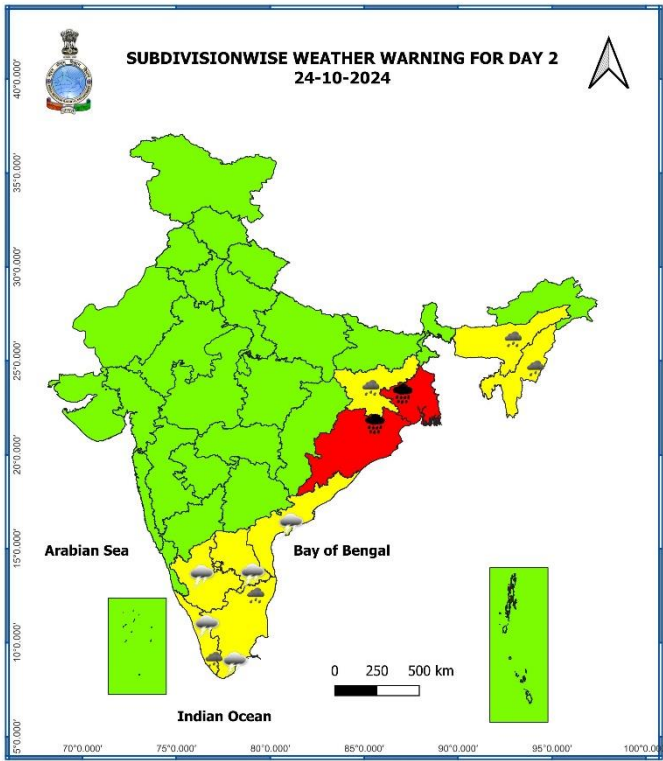 SUBDIVISIONWISE WEATHER WARNING FOR DAY 2
24-10-2024
40°0.000'
35°0.000'
30°0.000'
25°0.000'
20°0.000'
15°0.000'
10°0.000'
5°0.000'
Arabian Sea
Bay of Bengal
0 250 500 km
Indian Ocean
70°0.000' 75°0.000' 80°0.000' 85°0.000' 90°0.000' 95°0.000' 100°0.0